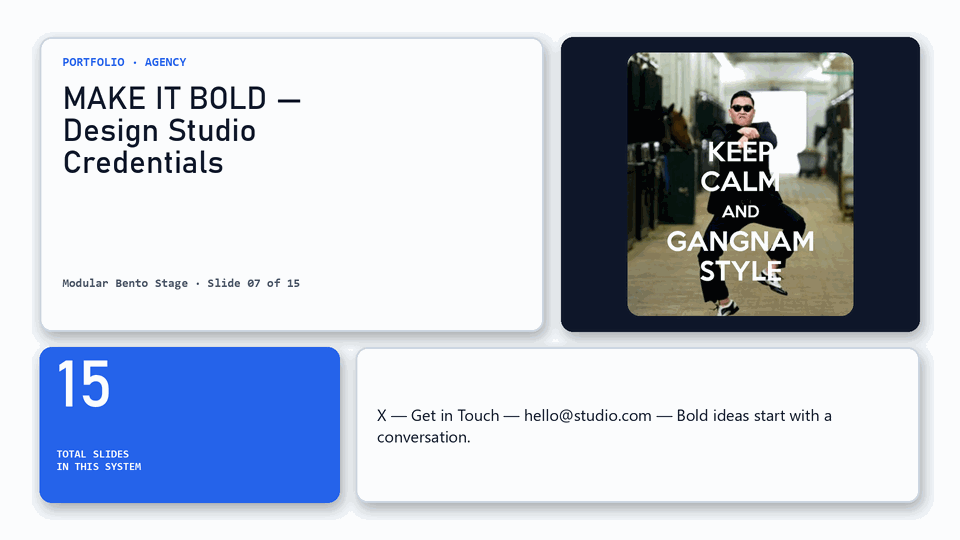 PORTFOLIO · AGENCY
MAKE IT BOLD —
Design Studio
Credentials
Modular Bento Stage · Slide 07 of 15
KEEP
CALM
AND
GANGNAM
STYLE
15
TOTAL SLIDES
IN THIS SYSTEM
X — Get in Touch — hello@studio.com — Bold ideas start with a
conversation.